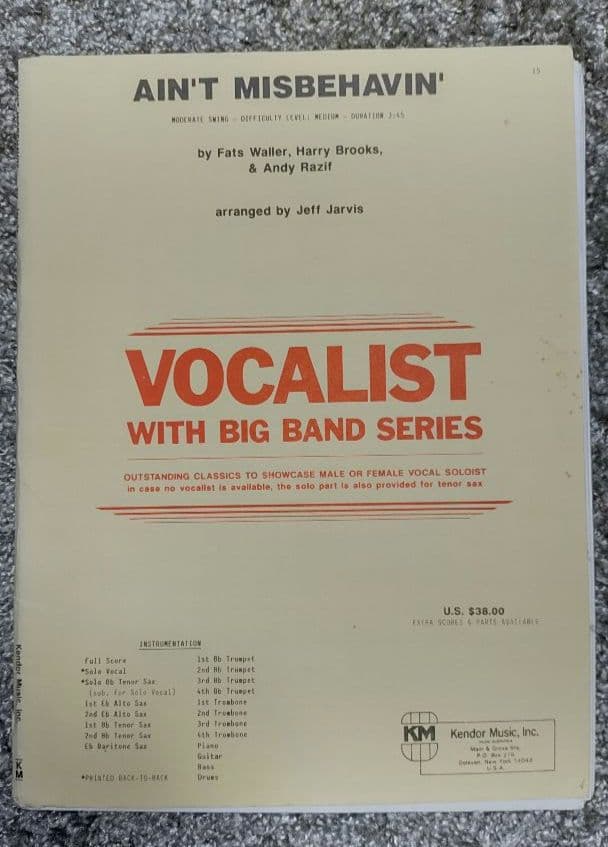 15
AIN'T MISBEHAVIN'
MODERATE SWING - DIFFICULTY LEVEL: MEDIUM - DURATION 3:45
by Fats Waller, Harry Brooks,
& Andy Razif
arranged by Jeff Jarvis
VOCALIST
WITH BIG BAND SERIES
OUTSTANDING CLASSICS TO SHOWCASE MALE OR FEMALE VOCAL SOLOIST
in case no vocalist is available, the solo part is also provided for tenor sax
U.S. $38.00
EXTRA SCORES & PARTS AVAILABLE
INSTRUMENTATION
Full Score
*Solo Vocal
*Solo Bb Tenor Sax
(sub. for Solo Vocal)
1st Eb Alto Sax
2nd Eb Alto Sax
1st Bb Tenor Sax
2nd Bb Tenor Sax
Eb Baritone Sax
*PRINTED BACK-TO-BACK
1st Bb Trumpet
2nd Bb Trumpet
3rd Bb Trumpet
4th Bb Trumpet
1st Trombone
2nd Trombone
3rd Trombone
4th Trombone
Piano
Guitar
Bass
Drums
KM
Kendor Music, Inc.
Main & Grove Sts.
P.O. Box 278
Delevan, New York 14042
U.S.A.
Kendor Music, Inc.
KM